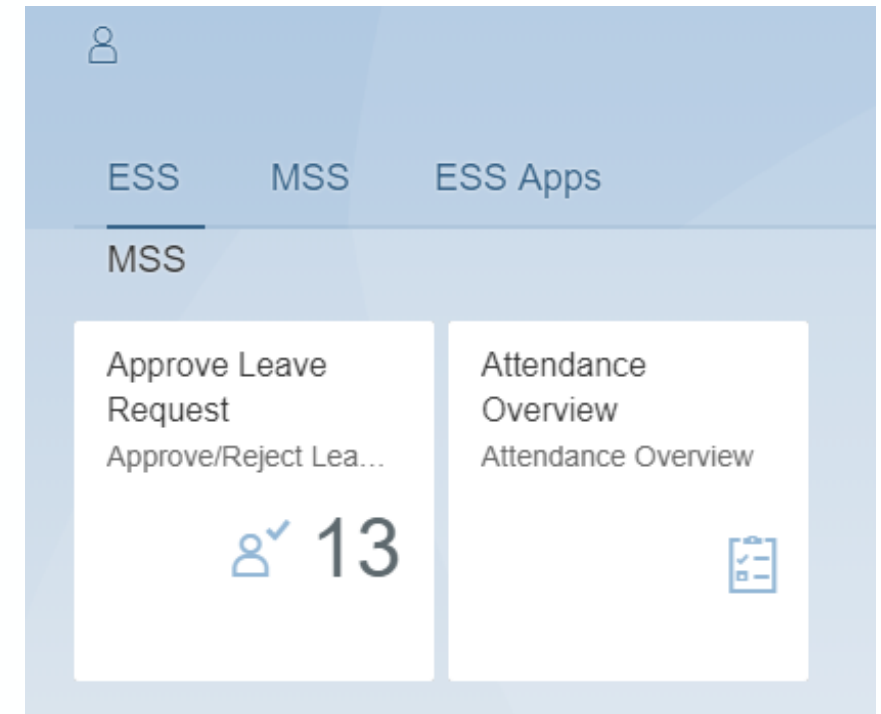 ESS MSS ESS Apps
MSS
Approve Leave
Request
Approve/Reject Lea...
13
Attendance
Overview
Attendance Overview